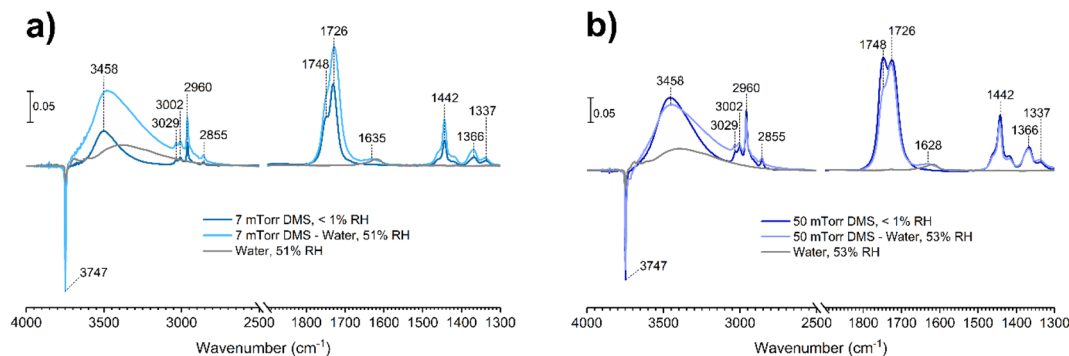 a)
3458
3002
3029
2960
2855
1748
1726
1635
1442
1366
1337
0.05
3747
7 mTorr DMS, < 1% RH
7 mTorr DMS - Water, 51% RH
Water, 51% RH
4000 3500 3000 2500 1800 1700 1600 1500 1400 1300
Wavenumber (cm⁻¹)
b)
3458
3002
3029
2960
2855
1748
1726
1628
1442
1366
1337
0.05
3747
50 mTorr DMS, < 1% RH
50 mTorr DMS - Water, 53% RH
Water, 53% RH
4000 3500 3000 2500 1800 1700 1600 1500 1400 1300
Wavenumber (cm⁻¹)